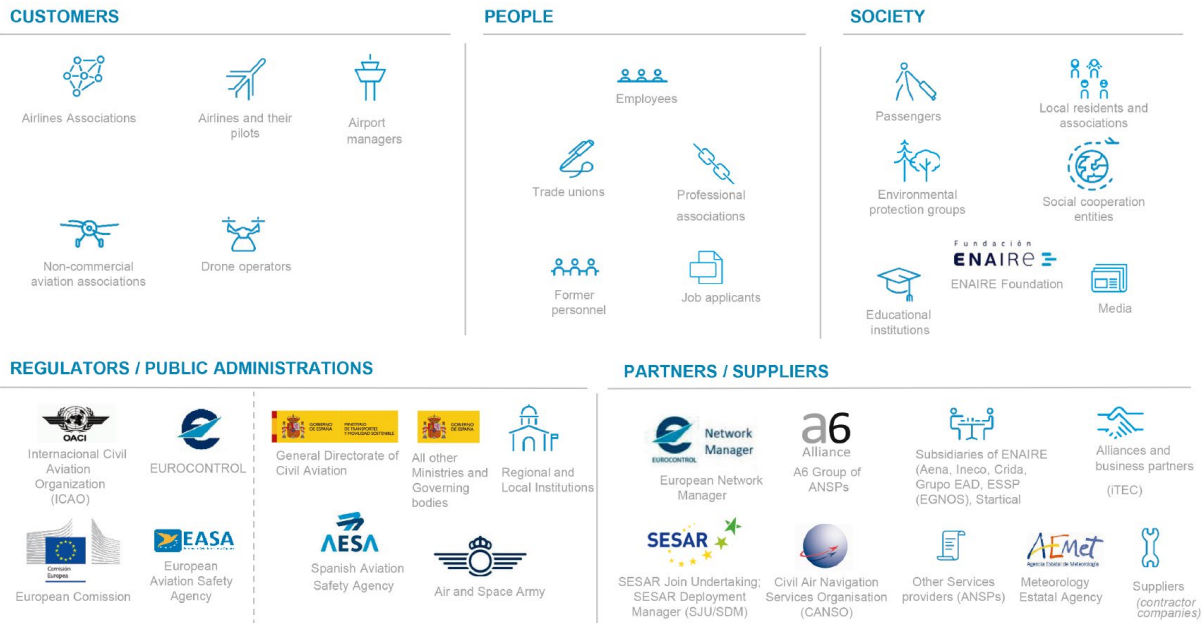 CUSTOMERS
Airlines Associations
Airlines and their
pilots
Airport
managers
Non-commercial
aviation associations
Drone operators
PEOPLE
Employees
Trade unions
Professional
associations
Former
personnel
Job applicants
SOCIETY
Passengers
Local residents and
associations
Environmental
protection groups
Social cooperation
entities
Educational
institutions
Fundación
ENAIRE
ENAIRE Foundation
Media
REGULATORS / PUBLIC ADMINISTRATIONS
OACI
Internacional Civil
Aviation
Organization
(ICAO)
EUROCONTROL
GOBIERNO
DE ESPAÑA
MINISTERIO
DE TRANSPORTES
Y MOVILIDAD SOSTENIBLE
General Directorate of
Civil Aviation
GOBIERNO
DE ESPAÑA
All other
Ministries and
Governing
bodies
Regional and
Local Institutions
Comisión
Europea
European Comission
EASA
European
Aviation Safety
Agency
AESA
Spanish Aviation
Safety Agency
Air and Space Army
PARTNERS / SUPPLIERS
EUROCONTROL
Network
Manager
European Network
Manager
a6
Alliance
A6 Group of
ANSPs
Subsidiaries of ENAIRE
(Aena, Ineco, Crida,
Grupo EAD, ESSP
(EGNOS), Startical
Alliances and
business partners
(iTEC)
SESAR
SESAR Join Undertaking;
SESAR Deployment
Manager (SJU/SDM)
Civil Air Navigation
Services Organisation
(CANSO)
Other Services
providers (ANSPs)
AEMet
Agencia Estatal de Meteorología
Meteorology
Estatal Agency
Suppliers
(contractor
companies)